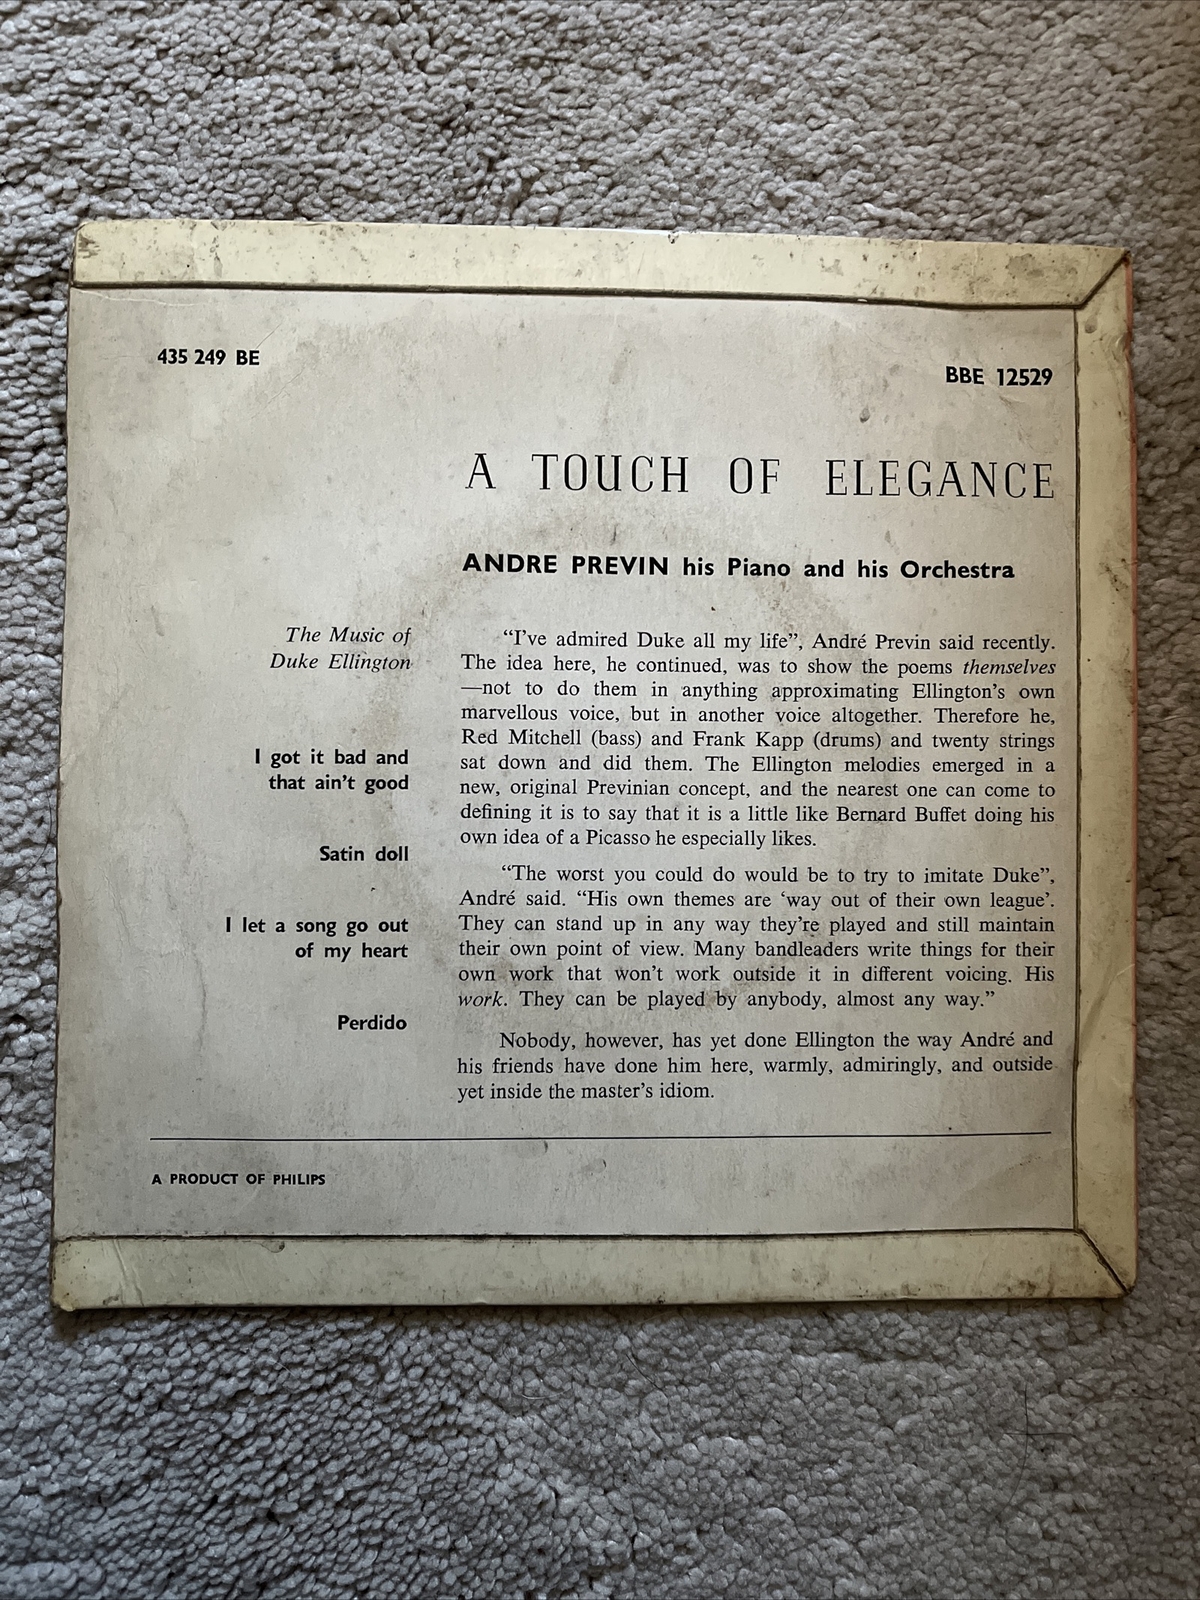 435 249 BE
BBE 12529
A TOUCH OF ELEGANCE
ANDRE PREVIN his Piano and his Orchestra
The Music of
Duke Ellington
I got it bad and
that ain't good
Satin doll
I let a song go out
of my heart
Perdido
"I've admired Duke all my life", André Previn said recently.
The idea here, he continued, was to show the poems themselves
—not to do them in anything approximating Ellington's own
marvellous voice, but in another voice altogether. Therefore he,
Red Mitchell (bass) and Frank Kapp (drums) and twenty strings
sat down and did them. The Ellington melodies emerged in a
new, original Previnian concept, and the nearest one can come to
defining it is to say that it is a little like Bernard Buffet doing his
own idea of a Picasso he especially likes.
"The worst you could do would be to try to imitate Duke",
André said. "His own themes are 'way out of their own league'.
They can stand up in any way they're played and still maintain
their own point of view. Many bandleaders write things for their
own work that won't work outside it in different voicing. His
work. They can be played by anybody, almost any way."
Nobody, however, has yet done Ellington the way André and
his friends have done him here, warmly, admiringly, and outside
yet inside the master's idiom.
A PRODUCT OF PHILIPS